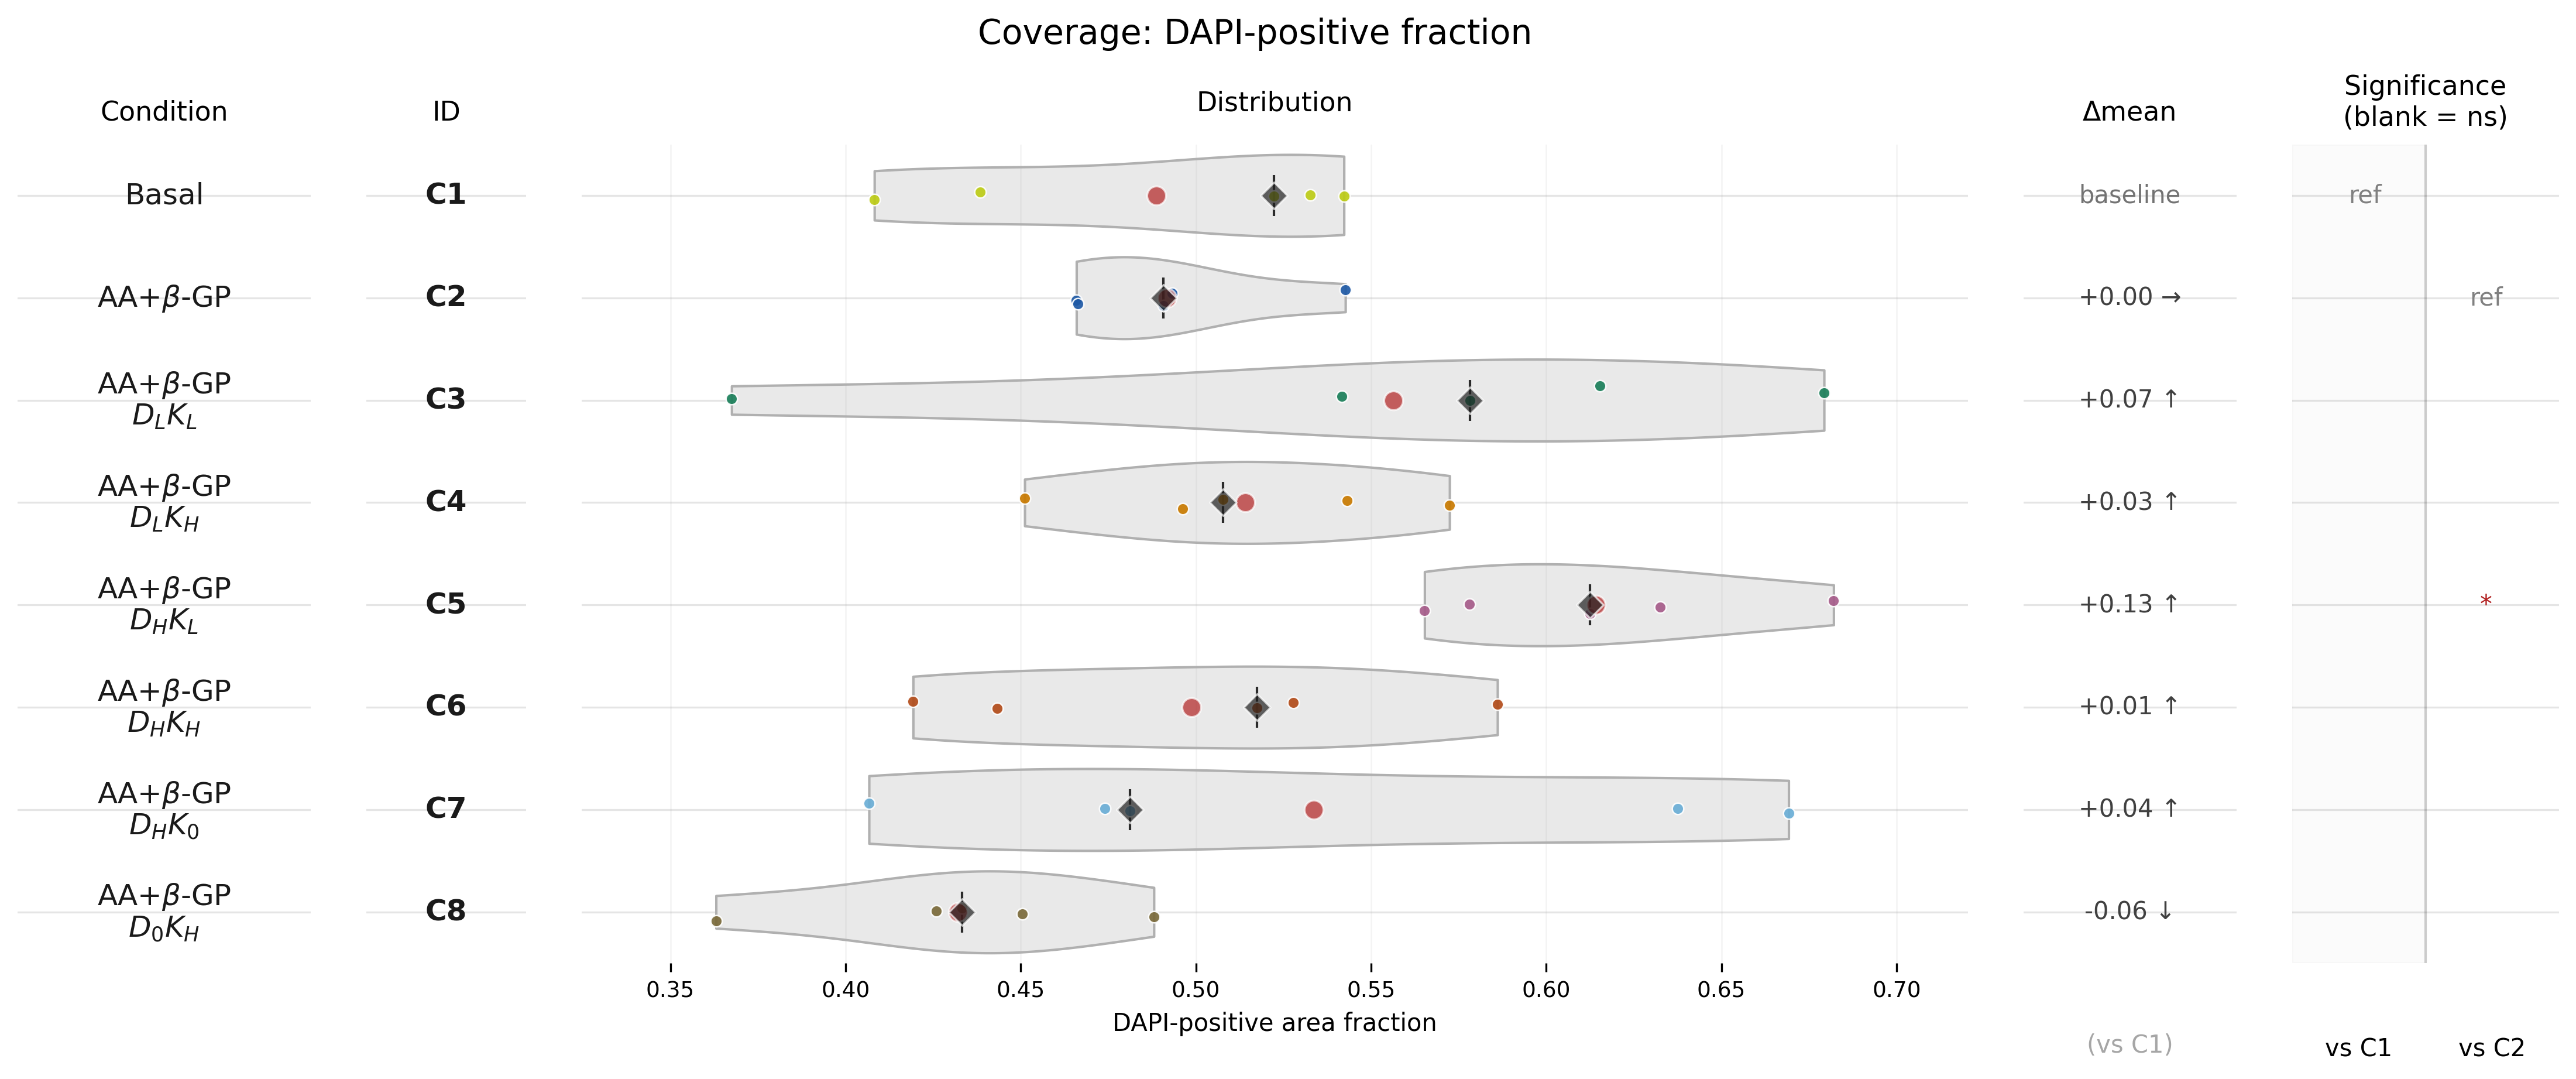 Coverage: DAPI-positive fraction
Condition
ID
Distribution
Δmean
Significance
(blank = ns)
Basal
C1
baseline
ref
AA+β-GP
C2
+0.00 →
ref
AA+β-GP
D_L K_L
C3
+0.07 ↑
AA+β-GP
D_L K_H
C4
+0.03 ↑
AA+β-GP
D_H K_L
C5
+0.13 ↑
*
AA+β-GP
D_H K_H
C6
+0.01 ↑
AA+β-GP
D_H K_0
C7
+0.04 ↑
AA+β-GP
D_0 K_H
C8
-0.06 ↓
0.35 0.40 0.45 0.50 0.55 0.60 0.65 0.70
DAPI-positive area fraction
(vs C1)
vs C1
vs C2